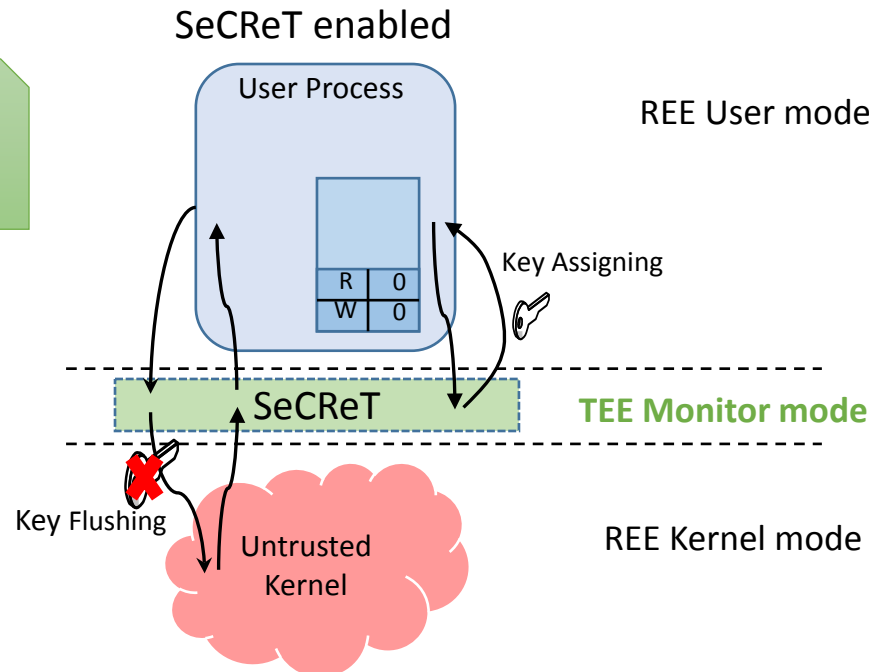 SeCReT enabled
User Process
REE User mode
Key Assigning
R 0
W 0
SeCReT
TEE Monitor mode
Key Flushing
Untrusted
Kernel
REE Kernel mode